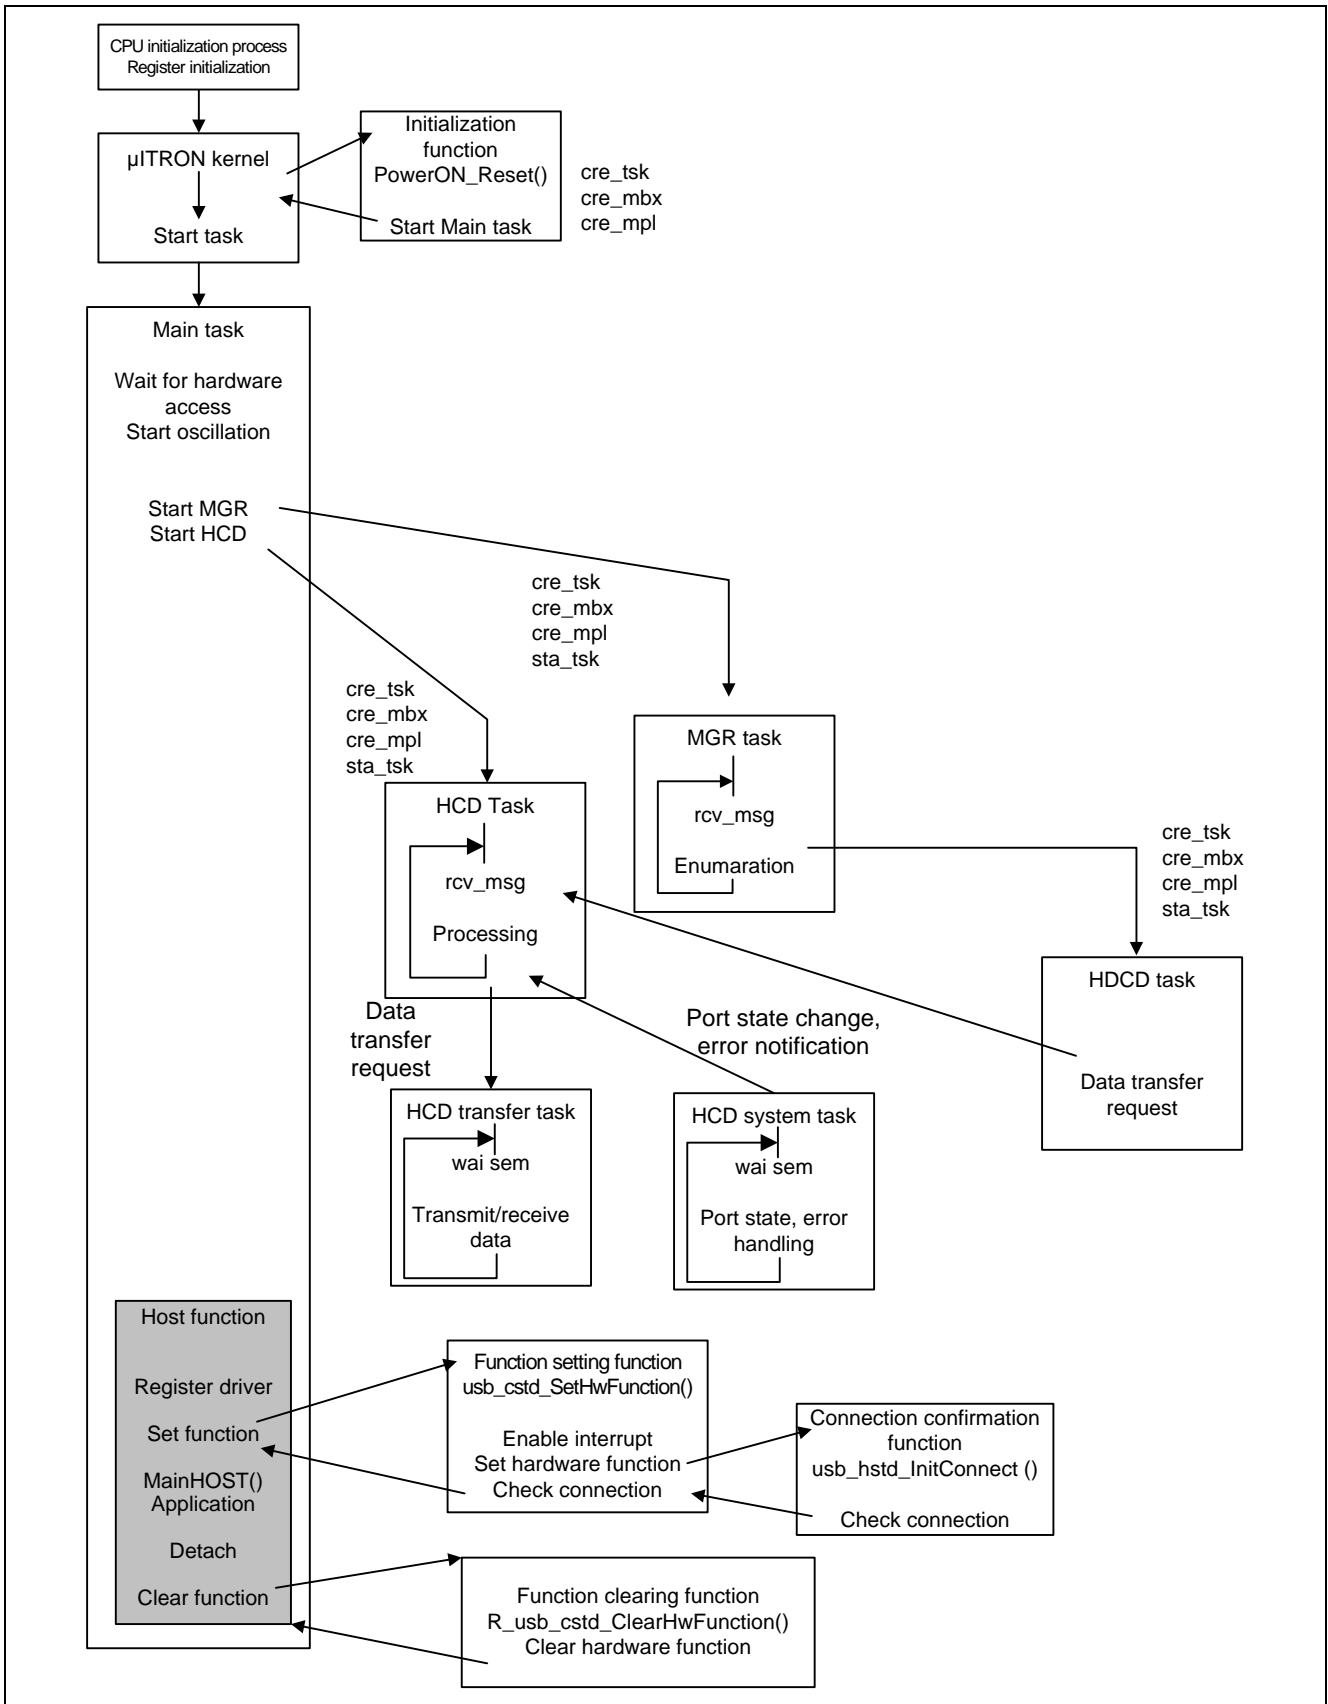 CPU initialization process
Register initialization
µITRON kernel
Start task
Initialization
function
PowerON_Reset()
Start Main task
cre_tsk
cre_mbx
cre_mpl
Main task
Wait for hardware
access
Start oscillation
Start MGR
Start HCD
cre_tsk
cre_mbx
cre_mpl
sta_tsk
cre_tsk
cre_mbx
cre_mpl
sta_tsk
MGR task
rcv_msg
Enumaration
HCD Task
rcv_msg
Processing
cre_tsk
cre_mbx
cre_mpl
sta_tsk
HDCD task
Data transfer
request
Data
transfer
request
Port state change,
error notification
HCD transfer task
wai sem
Transmit/receive
data
HCD system task
wai sem
Port state, error
handling
Host function
Register driver
Set function
MainHOST()
Application
Detach
Clear function
Function setting function
usb_cstd_SetHwFunction()
Enable interrupt
Set hardware function
Check connection
Connection confirmation
function
usb_hstd_InitConnect ()
Check connection
Function clearing function
R_usb_cstd_ClearHwFunction()
Clear hardware function